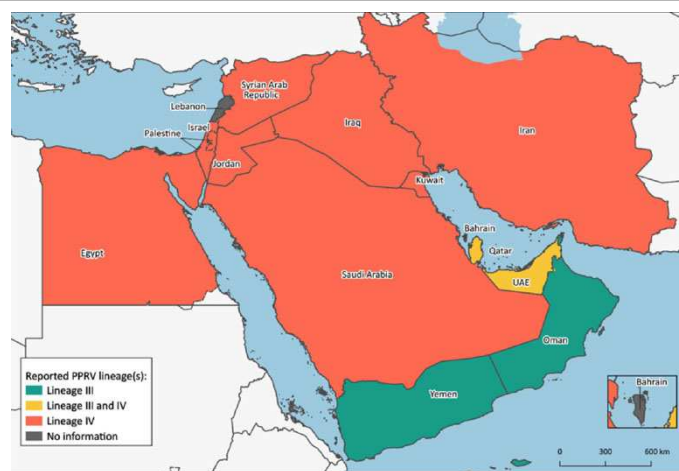 Syrian Arab
Republic
Lebanon
Israel
Palestine
Jordan
Iraq
Iran
Kuwait
Egypt
Bahrain
Qatar
Saudi Arabia
UAE
Oman
Yemen
Reported PPRV lineage(s):
Lineage III
Lineage III and IV
Lineage IV
No information
Bahrain
0 300 600 km